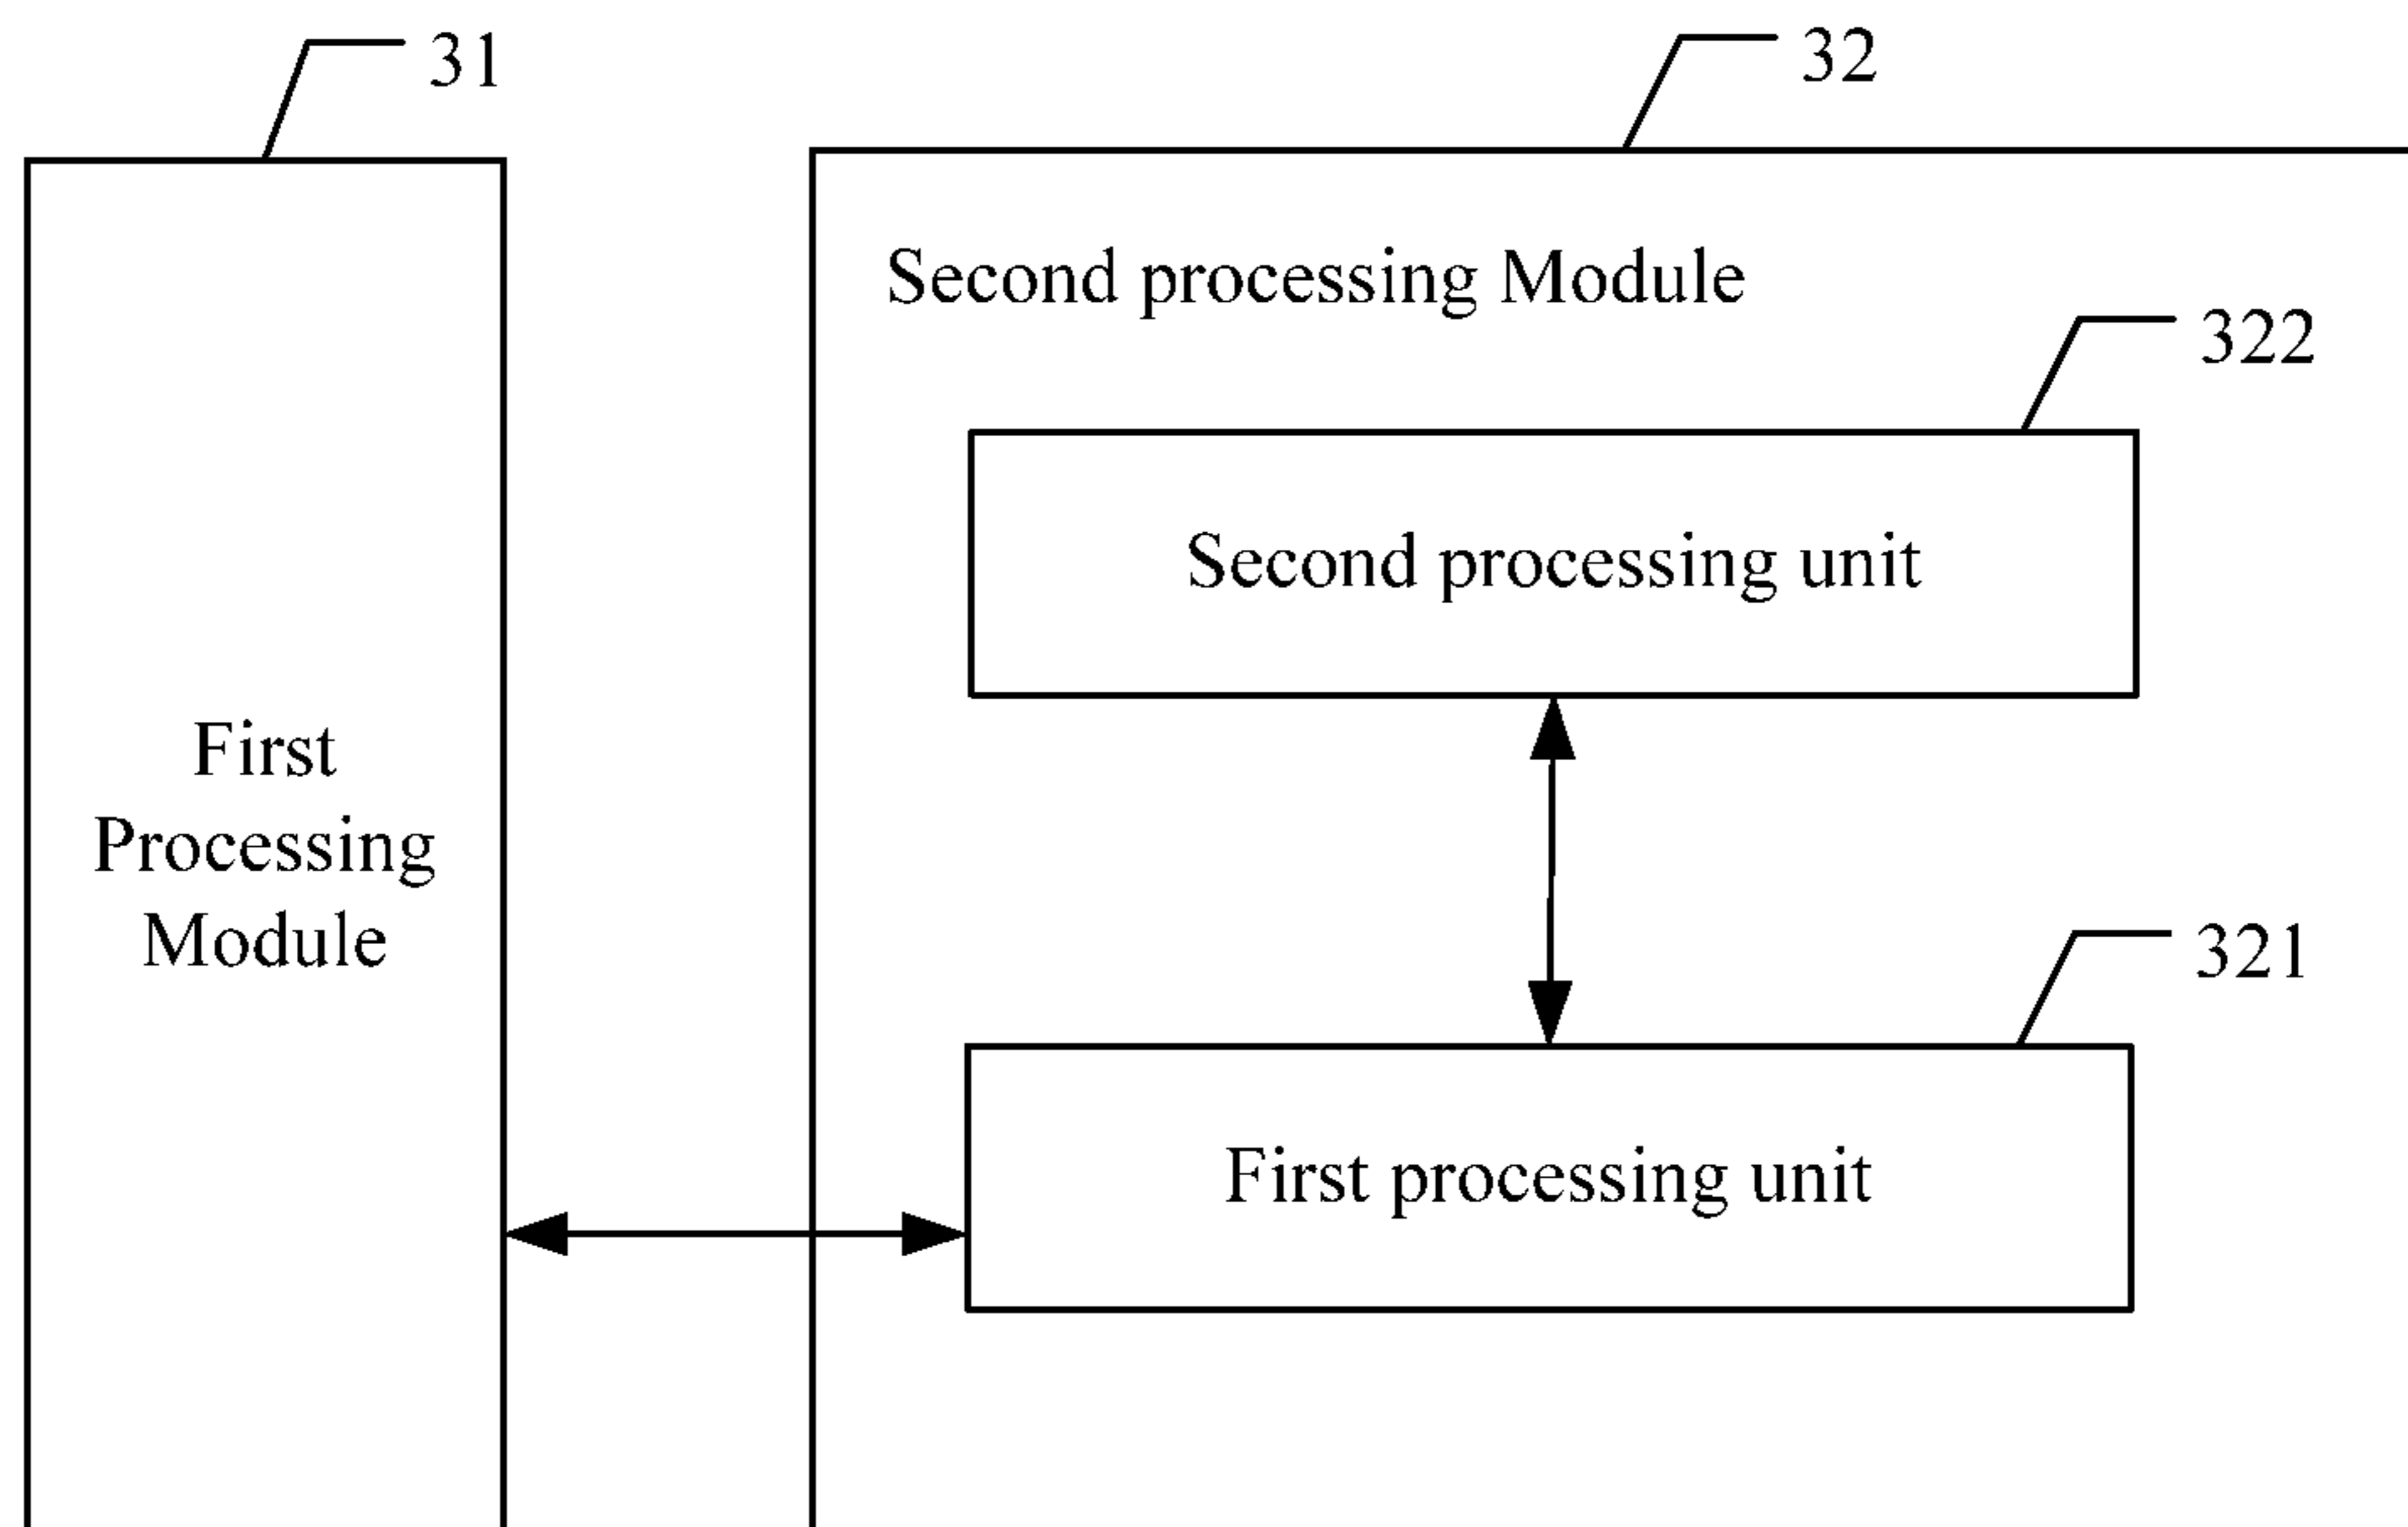 31
32
Second processing Module
322
Second processing unit
First
Processing
Module
321
First processing unit